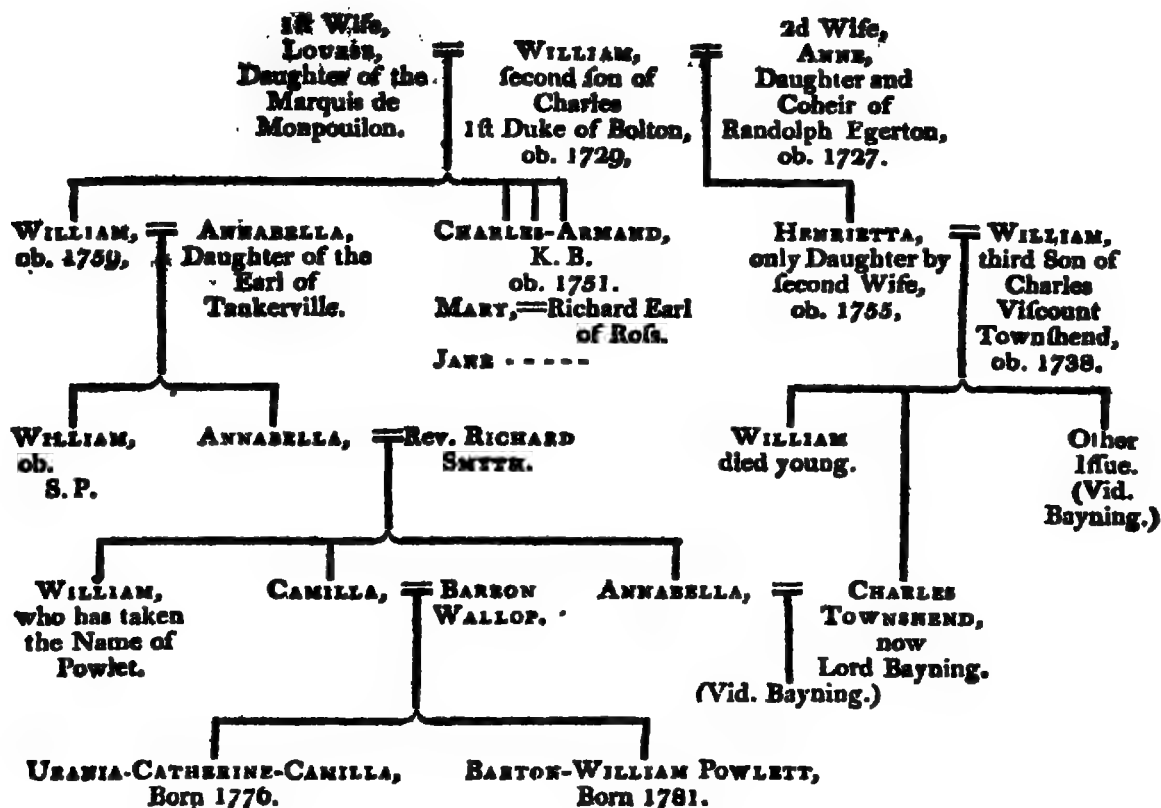 1ſt Wife,
LOUISE,
Daughter of the
Marquis de
Monpouilon.
WILLIAM,
ſecond ſon of
Charles
1ſt Duke of Bolton,
ob. 1729,
2d Wife,
ANNE,
Daughter and
Coheir of
Randolph Egerton,
ob. 1727.
WILLIAM,
ob. 1759,
ANNABELLA,
Daughter of the
Earl of
Tankerville.
CHARLES-ARMAND,
K. B.
ob. 1751.
MARY,=Richard Earl
of Roſs.
JANE - - - - -
HENRIETTA,
only Daughter by
ſecond Wife,
ob. 1755,
WILLIAM,
third Son of
Charles
Viſcount
Townſhend,
ob. 1738.
WILLIAM,
ob.
S. P.
ANNABELLA,
Rev. RICHARD
SMYTH.
WILLIAM
died young.
Other
Iſſue.
(Vid.
Bayning.)
WILLIAM,
who has taken
the Name of
Powlet.
CAMILLA,
BARRON
WALLOP.
ANNABELLA,
CHARLES
TOWNSHEND,
now
Lord Bayning.
(Vid. Bayning.)
URANIA-CATHERINE-CAMILLA,
Born 1776.
BARTON-WILLIAM POWLETT,
Born 1781.